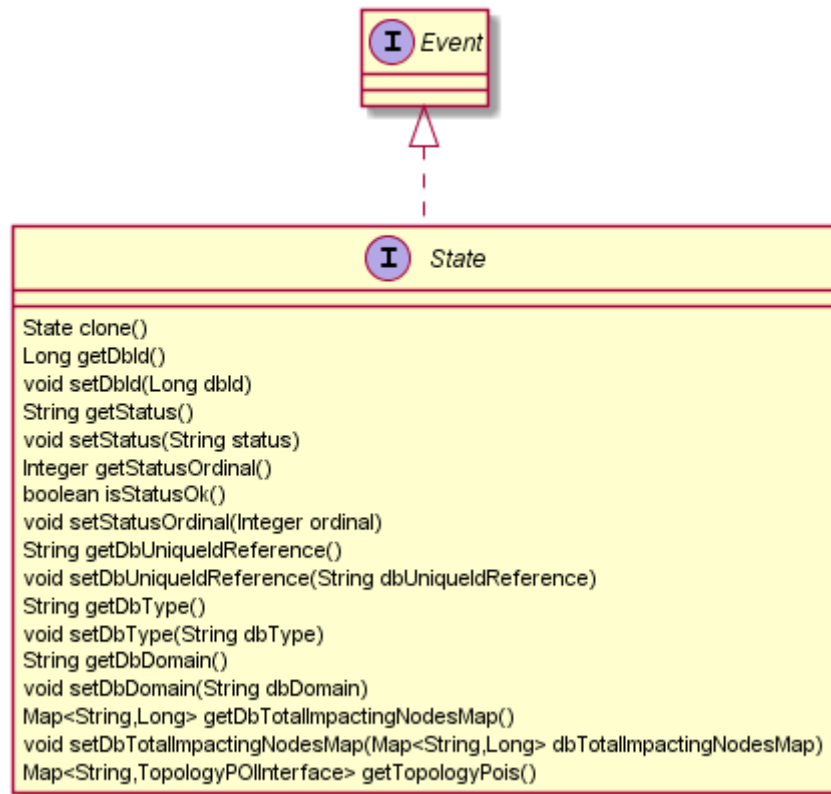 I Event
I State
State clone()
Long getDbId()
void setDbId(Long dbId)
String getStatus()
void setStatus(String status)
Integer getStatusOrdinal()
boolean isStatusOk()
void setStatusOrdinal(Integer ordinal)
String getDbUniqueIdReference()
void setDbUniqueIdReference(String dbUniqueIdReference)
String getDbType()
void setDbType(String dbType)
String getDbDomain()
void setDbDomain(String dbDomain)
Map<String,Long> getDbTotalImpactingNodesMap()
void setDbTotalImpactingNodesMap(Map<String,Long> dbTotalImpactingNodesMap)
Map<String,TopologyPOIInterface> getTopologyPois()